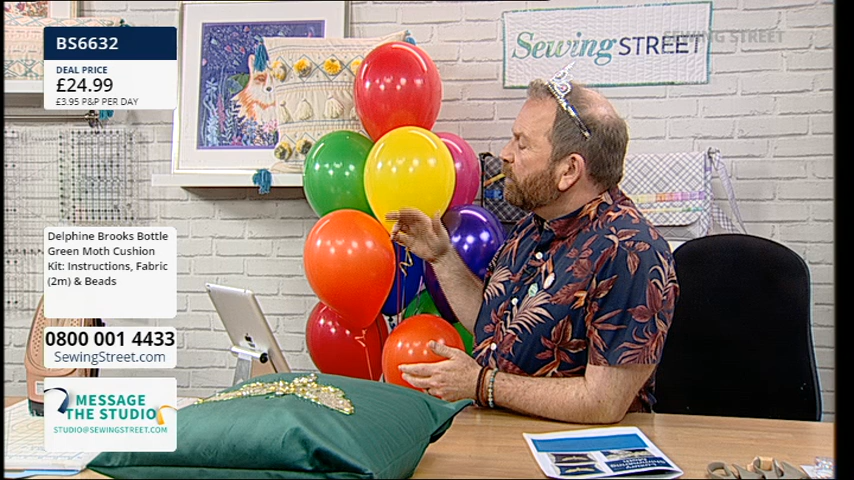 BS6632
DEAL PRICE
£24.99
£3.95 P&P PER DAY
Delphine Brooks Bottle
Green Moth Cushion
Kit: Instructions, Fabric
(2m) & Beads
0800 001 4433
SewingStreet.com
MESSAGE
THE STUDIO
STUDIO@SEWINGSTREET.COM
Sewing STREET
SEWING STREET